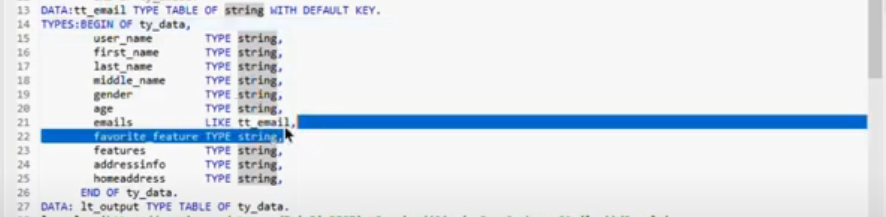 13 DATA:tt_email TYPE TABLE OF string WITH DEFAULT KEY.
14 TYPES:BEGIN OF ty_data,
15 user_name TYPE string,
16 first_name TYPE string,
17 last_name TYPE string,
18 middle_name TYPE string,
19 gender TYPE string,
20 age TYPE string,
21 emails LIKE tt_email,
22 favorite_feature TYPE string,
23 features TYPE string,
24 addressinfo TYPE string,
25 homeaddress TYPE string,
26 END OF ty_data.
27 DATA: lt_output TYPE TABLE OF ty_data.